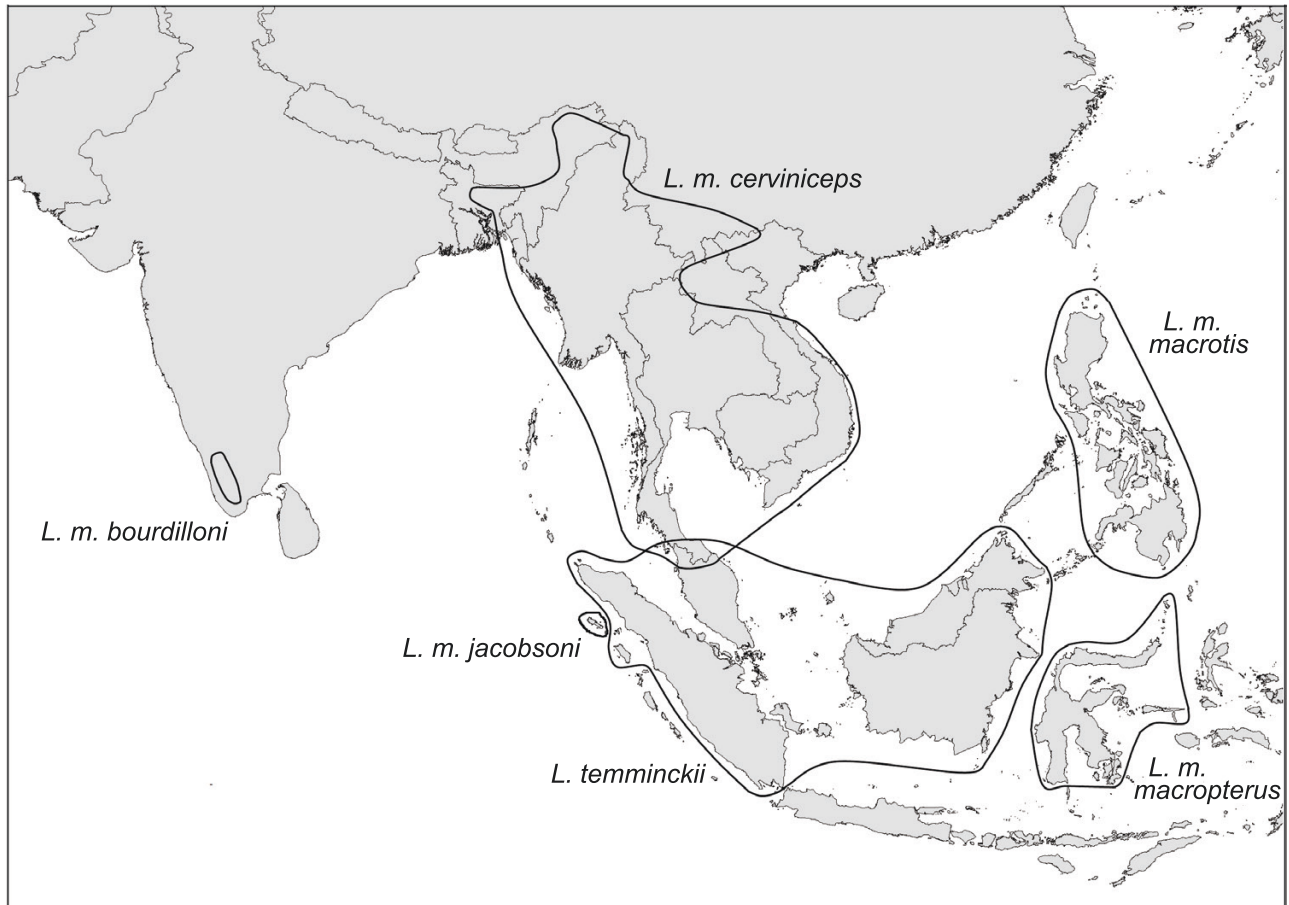 L. m. cerviniceps
L. m.
macrotis
L. m. bourdilloni
L. m. jacobsoni
L. temminckii
L. m.
macropterus